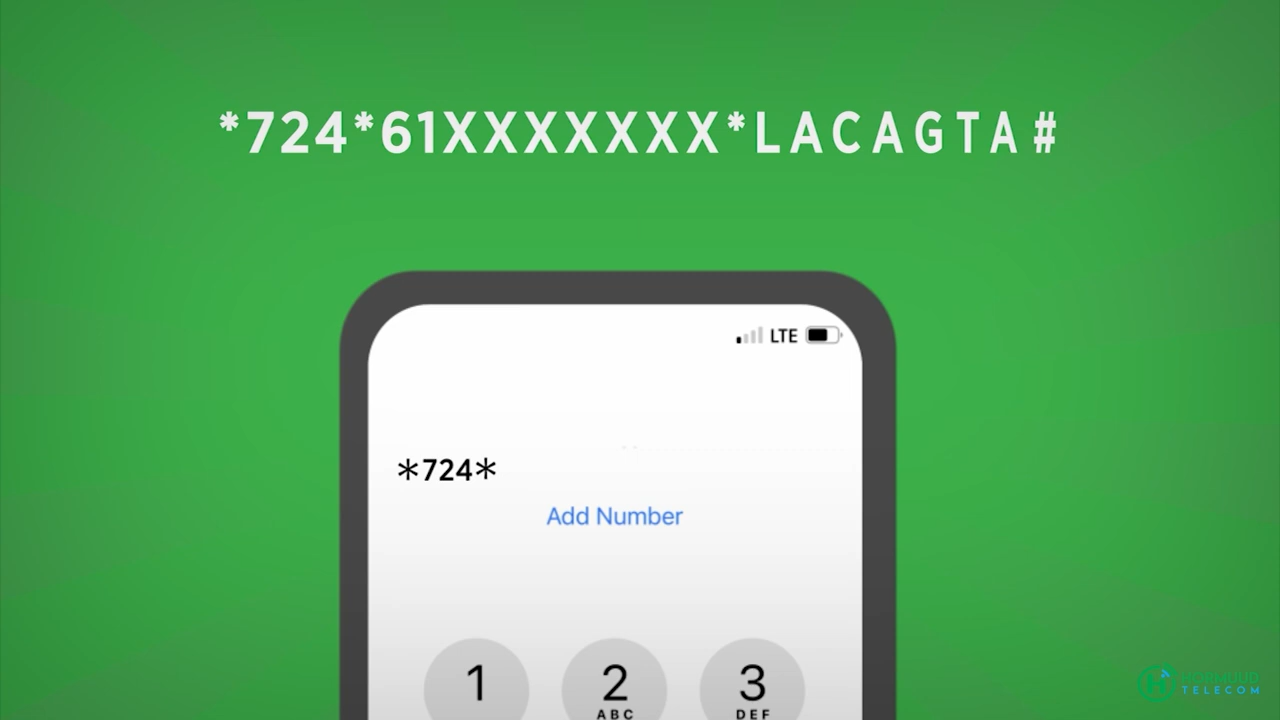 *724*61XXXXXXX*LACAGTA#
LTE
*724*
Add Number
1 2 3
ABC DEF
HORMUUD
TELECOM